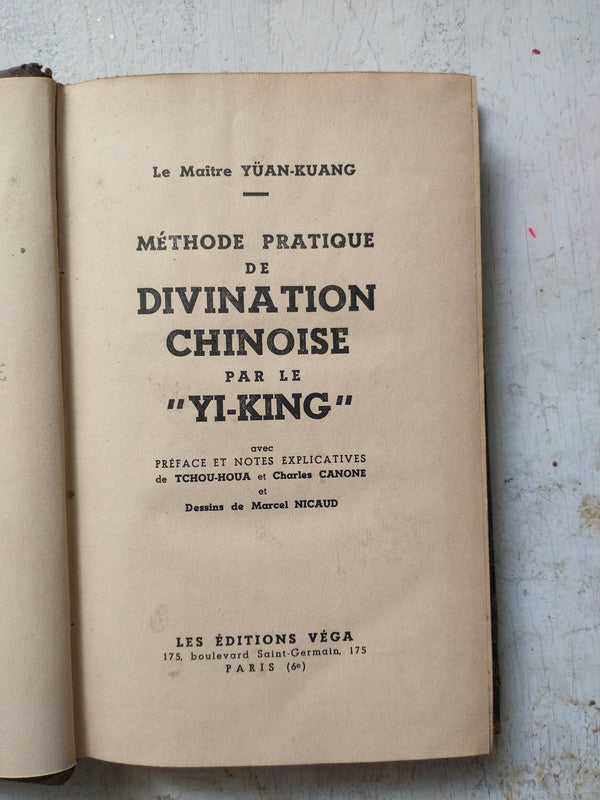 Le Maître YÜAN-KUANG
MÉTHODE PRATIQUE
DE
DIVINATION
CHINOISE
PAR LE
"YI-KING"
avec
PRÉFACE ET NOTES EXPLICATIVES
de TCHOU-HOUA et Charles CANONE
et
Dessins de Marcel NICAUD
LES ÉDITIONS VÉGA
175, boulevard Saint-Germain, 175
PARIS (6e)